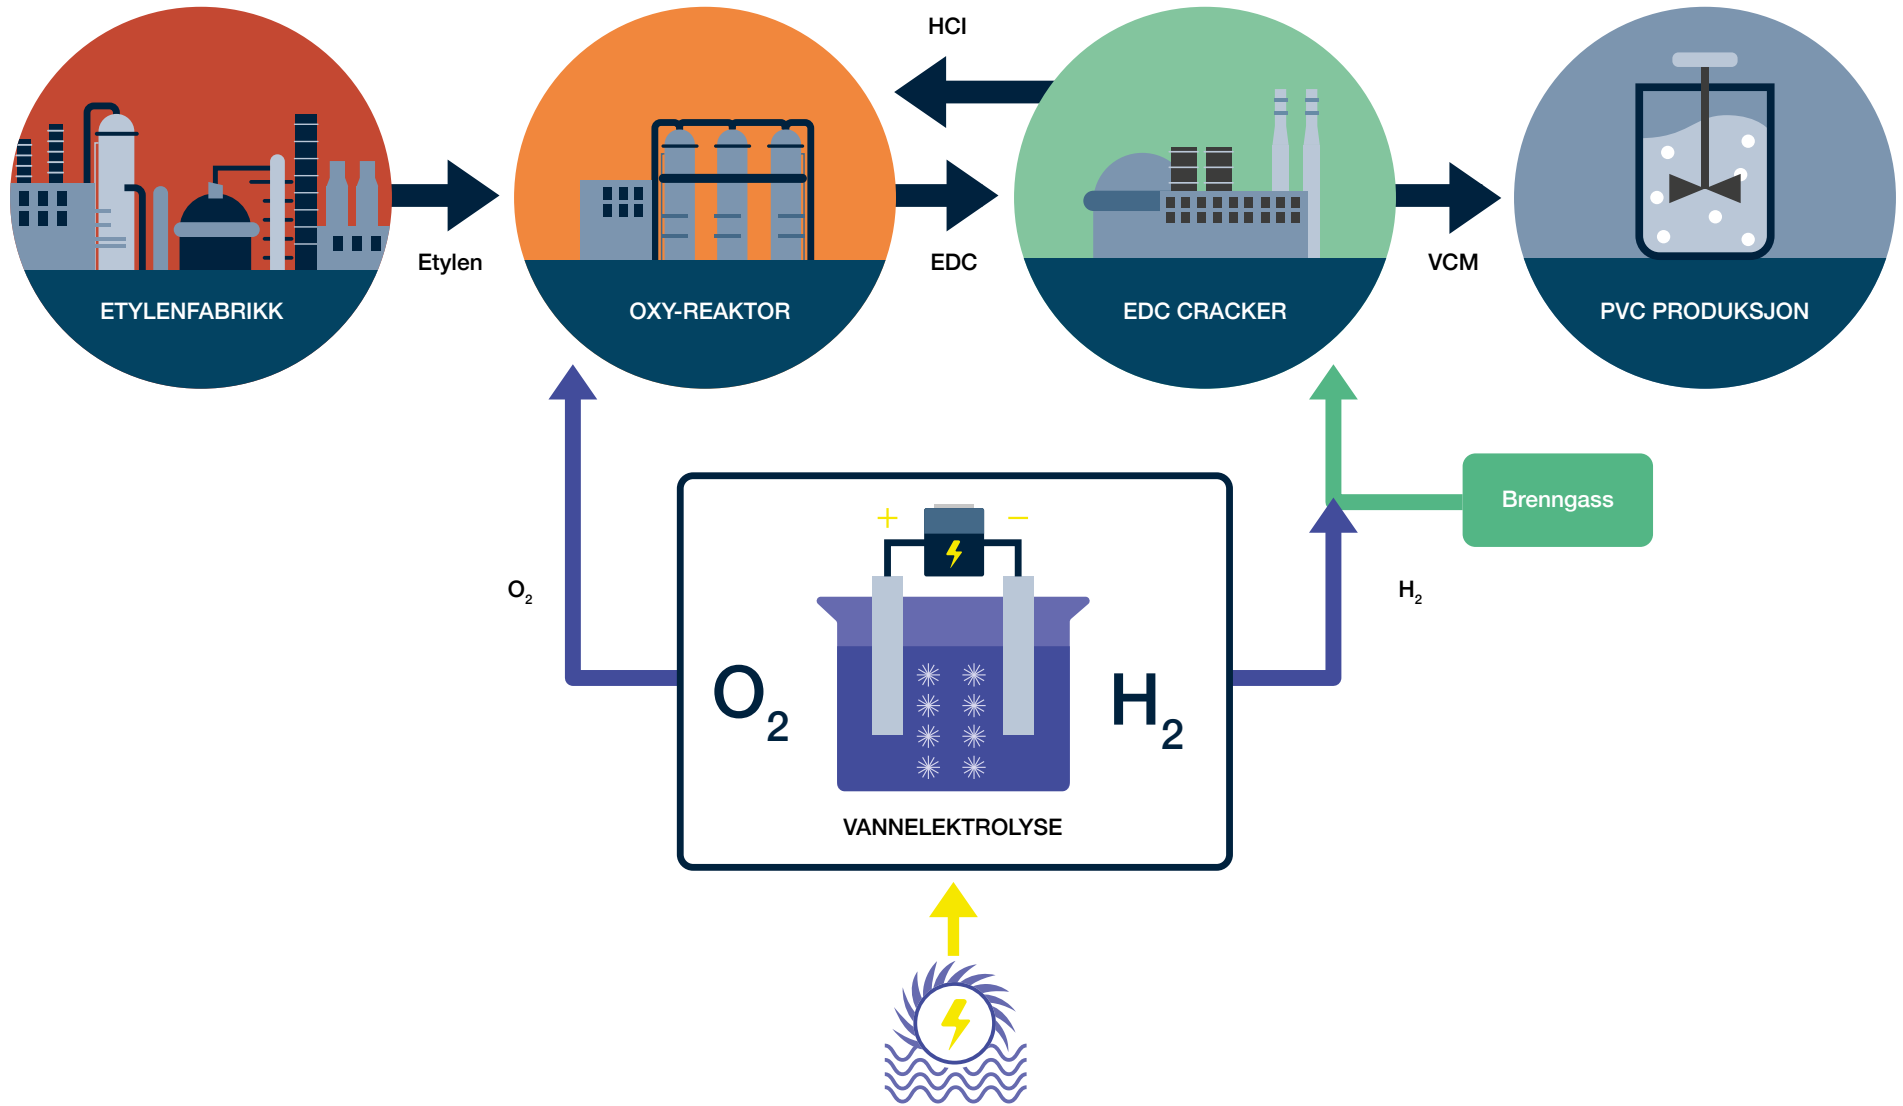 HCl
Etylen
EDC
VCM
ETYLENFABRIKK
OXY-REAKTOR
EDC CRACKER
PVC PRODUKSJON
Brenngass
+
−
O₂
H₂
O₂
H₂
VANNELEKTROLYSE